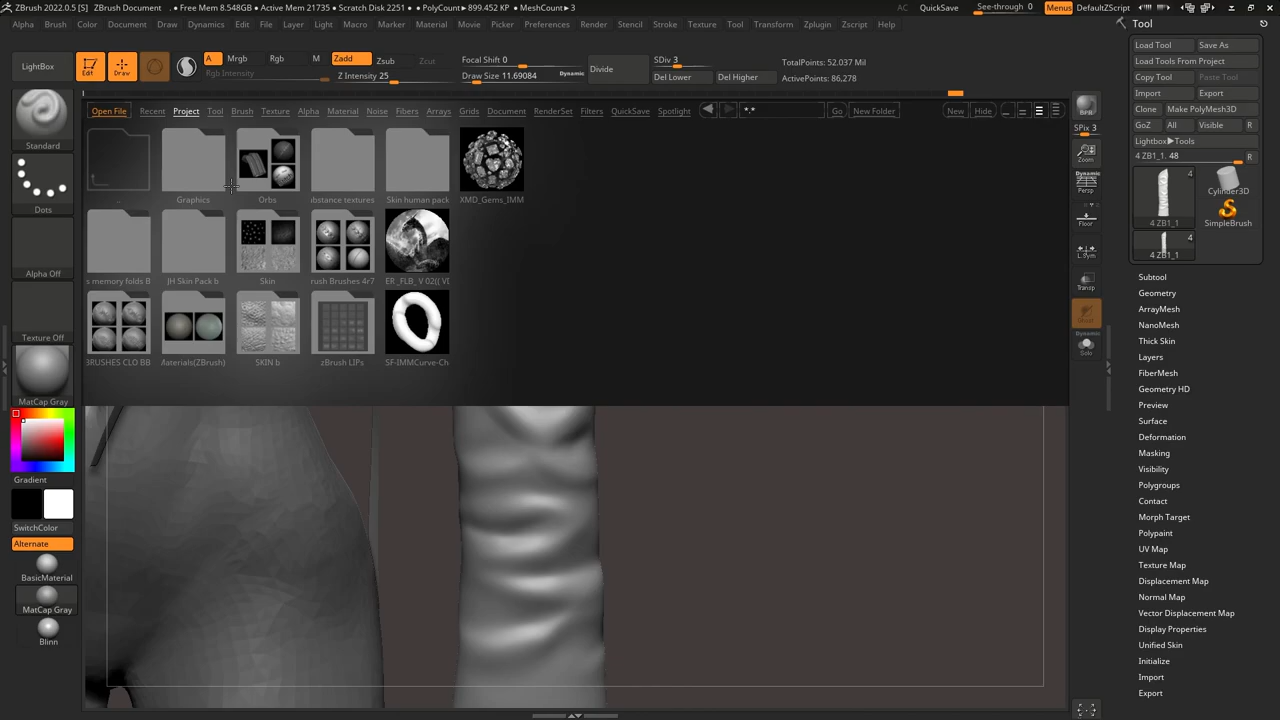 ZBrush 2022.0.5 [S] ZBrush Document . ● Free Mem 8.548GB ● Active Mem 21735 ● Scratch Disk 2251 ● PolyCount► 899.452 KP ● MeshCount►3 AC QuickSave See-through 0 Menus DefaultZScript
Alpha Brush Color Document Draw Dynamics Edit File Layer Light Macro Marker Material Movie Picker Preferences Render Stencil Stroke Texture Tool Transform Zplugin Zscript Help
Tool
LightBox
Edit
Draw
A Mrgb Rgb M Zadd Zsub Zcut
Rgb Intensity
Z Intensity 25
Focal Shift 0
Draw Size 11.69084 Dynamic
Divide
SDiv 3
Del Lower Del Higher
TotalPoints: 52.037 Mil
ActivePoints: 86,278
Open File Recent Project Tool Brush Texture Alpha Material Noise Fibers Arrays Grids Document RenderSet Filters QuickSave Spotlight *.* Go New Folder New Hide
..
Graphics
Orbs
ubstance textures
Skin human pack
XMD_Gems_IMM
s memory folds B
JH Skin Pack b
Skin
rush Brushes 4r7
ER_FLB_V 02(( VD
BRUSHES CLO BB
Materials(ZBrush)
SKIN b
zBrush LIPs
SF-IMMCurve-Ch
Standard
Dots
Alpha Off
Texture Off
MatCap Gray
Gradient
SwitchColor
Alternate
BasicMaterial
MatCap Gray
Blinn
BPR
SPix 3
Zoom
Dynamic
Persp
Floor
L.Sym
Transp
Ghost
Dynamic
Solo
Load Tool Save As
Load Tools From Project
Copy Tool Paste Tool
Import Export
Clone Make PolyMesh3D
GoZ All Visible R
Lightbox►Tools
4 ZB1_1. 48 R
4
4 ZB1_1
Cylinder3D
SimpleBrush
4
4 ZB1_1
Subtool
Geometry
ArrayMesh
NanoMesh
Thick Skin
Layers
FiberMesh
Geometry HD
Preview
Surface
Deformation
Masking
Visibility
Polygroups
Contact
Morph Target
Polypaint
UV Map
Texture Map
Displacement Map
Normal Map
Vector Displacement Map
Display Properties
Unified Skin
Initialize
Import
Export